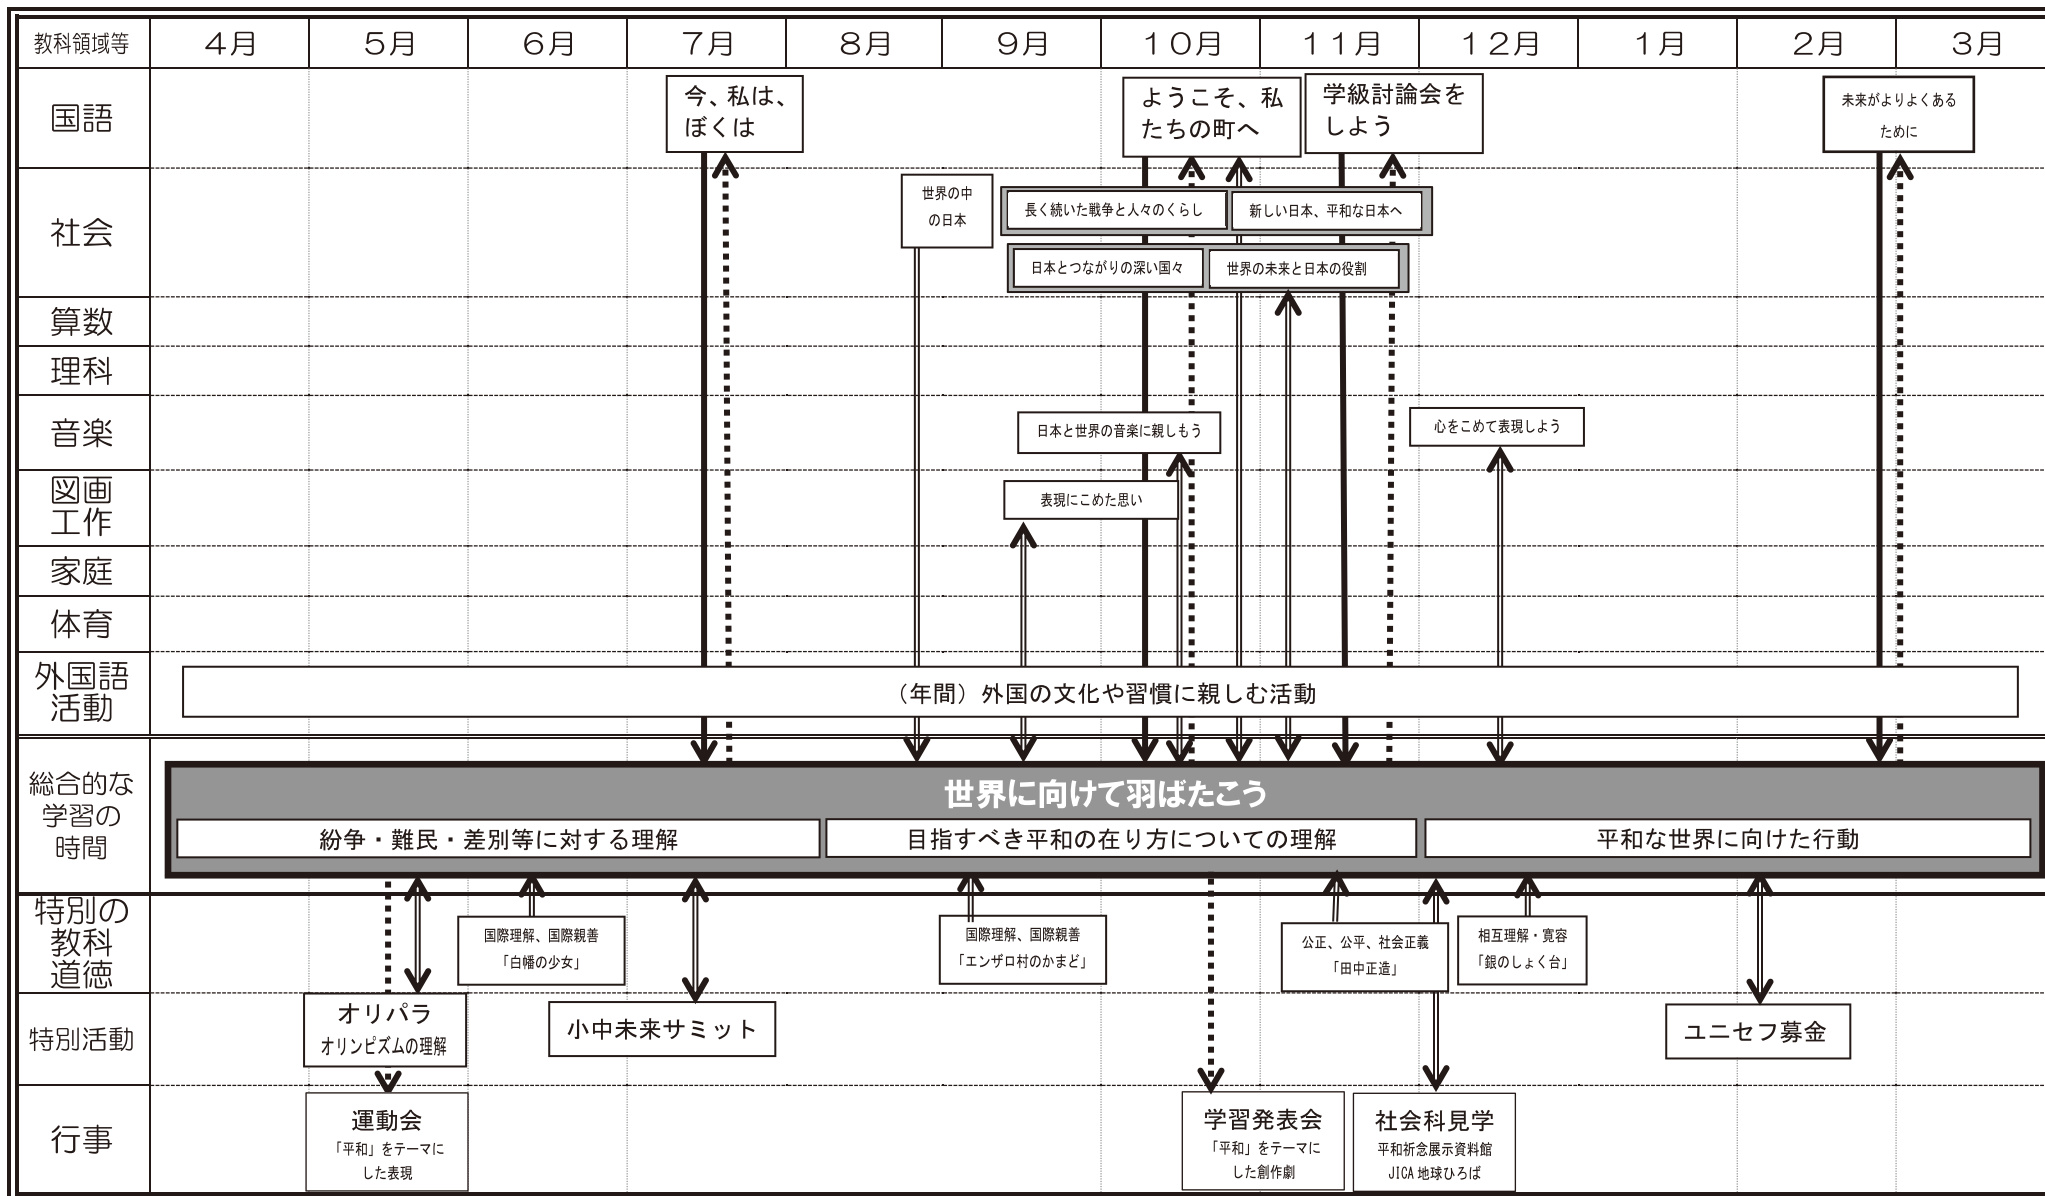 教科領域等
4月
5月
6月
7月
8月
9月
10月
11月
12月
1月
2月
3月
国語
今、私は、
ぼくは
ようこそ、私
たちの町へ
学級討論会を
しよう
未来がよりよくある
ために
社会
世界の中
の日本
長く続いた戦争と人々のくらし
新しい日本、平和な日本へ
日本とつながりの深い国々
世界の未来と日本の役割
算数
理科
音楽
日本と世界の音楽に親しもう
心をこめて表現しよう
図画
工作
表現にこめた思い
家庭
体育
外国語
活動
（年間）外国の文化や習慣に親しむ活動
総合的な
学習の
時間
世界に向けて羽ばたこう
紛争・難民・差別等に対する理解
目指すべき平和の在り方についての理解
平和な世界に向けた行動
特別の
教科
道徳
国際理解、国際親善
「白幡の少女」
国際理解、国際親善
「エンザロ村のかまど」
公正、公平、社会正義
「田中正造」
相互理解・寛容
「銀のしょく台」
特別活動
オリパラ
オリンピズムの理解
小中未来サミット
ユニセフ募金
行事
運動会
「平和」をテーマに
した表現
学習発表会
「平和」をテーマに
した創作劇
社会科見学
平和祈念展示資料館
JICA 地球ひろば